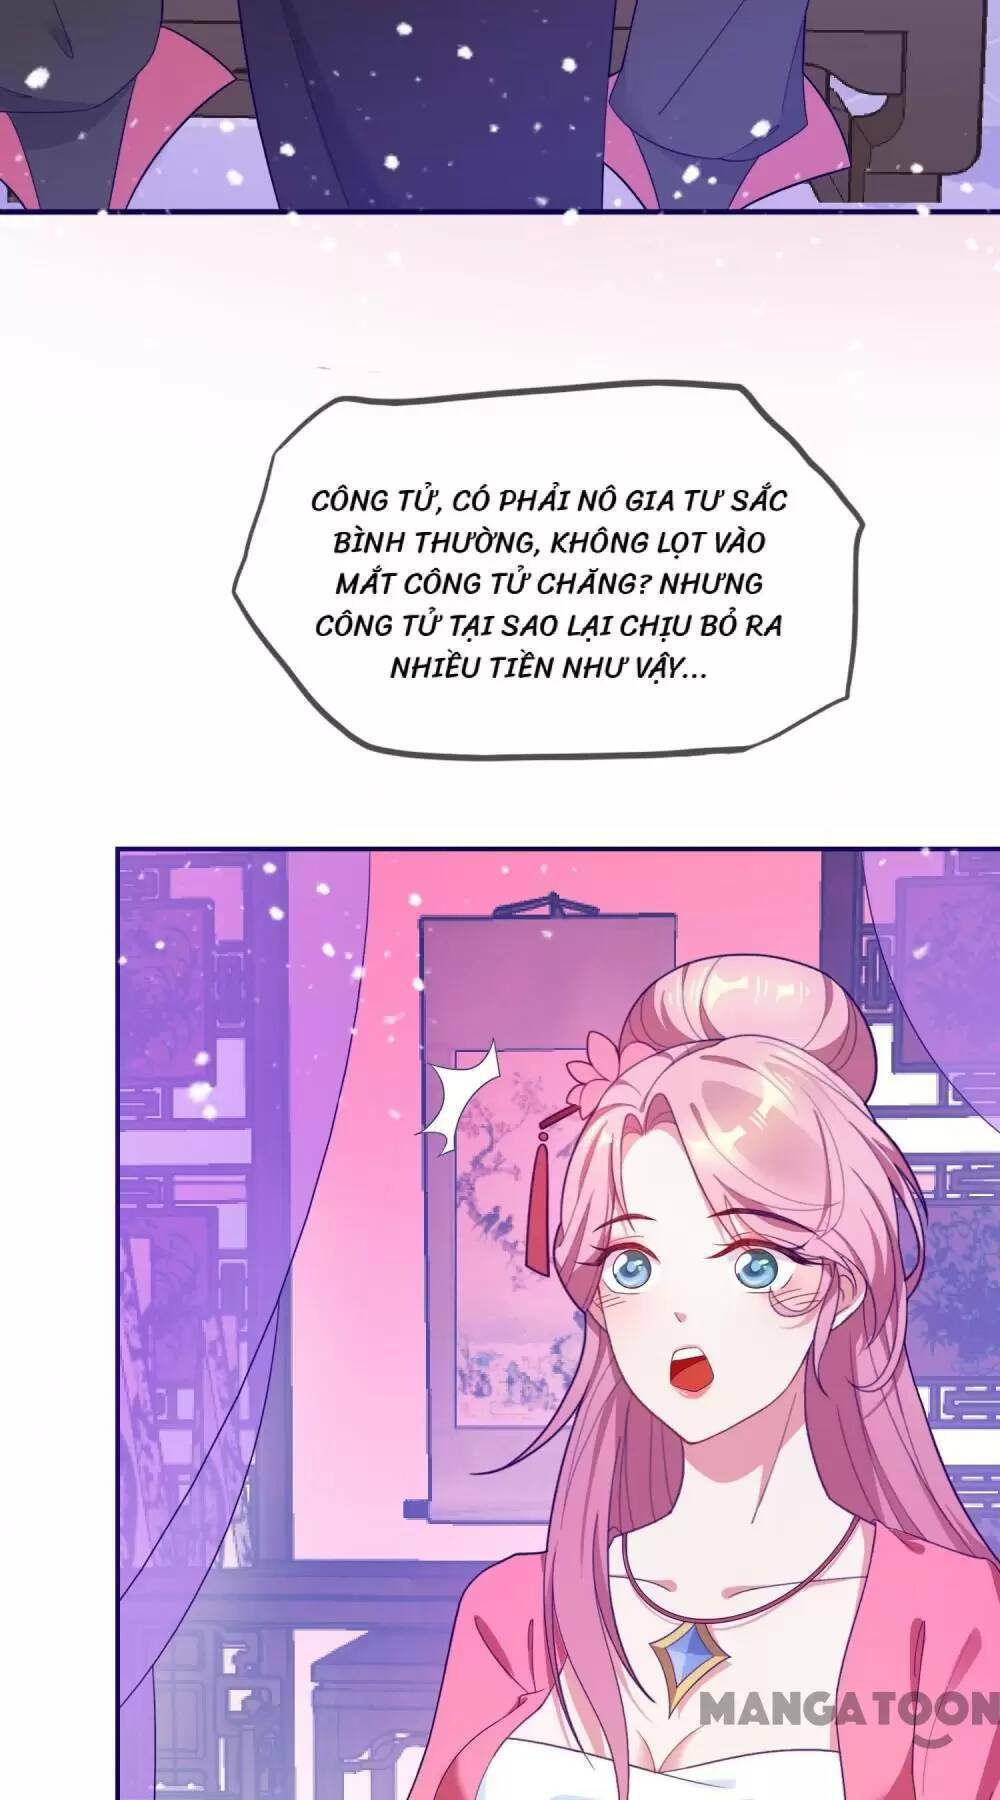 CÔNG TỬ, CÓ PHẢI NÔ GIA TƯ SẮC
BÌNH THƯỜNG, KHÔNG LỌT VÀO
MẮT CÔNG TỬ CHĂNG? NHƯNG
CÔNG TỬ TẠI SAO LẠI CHỊU BỎ RA
NHIỀU TIỀN NHƯ VẬY...
MANGATOON